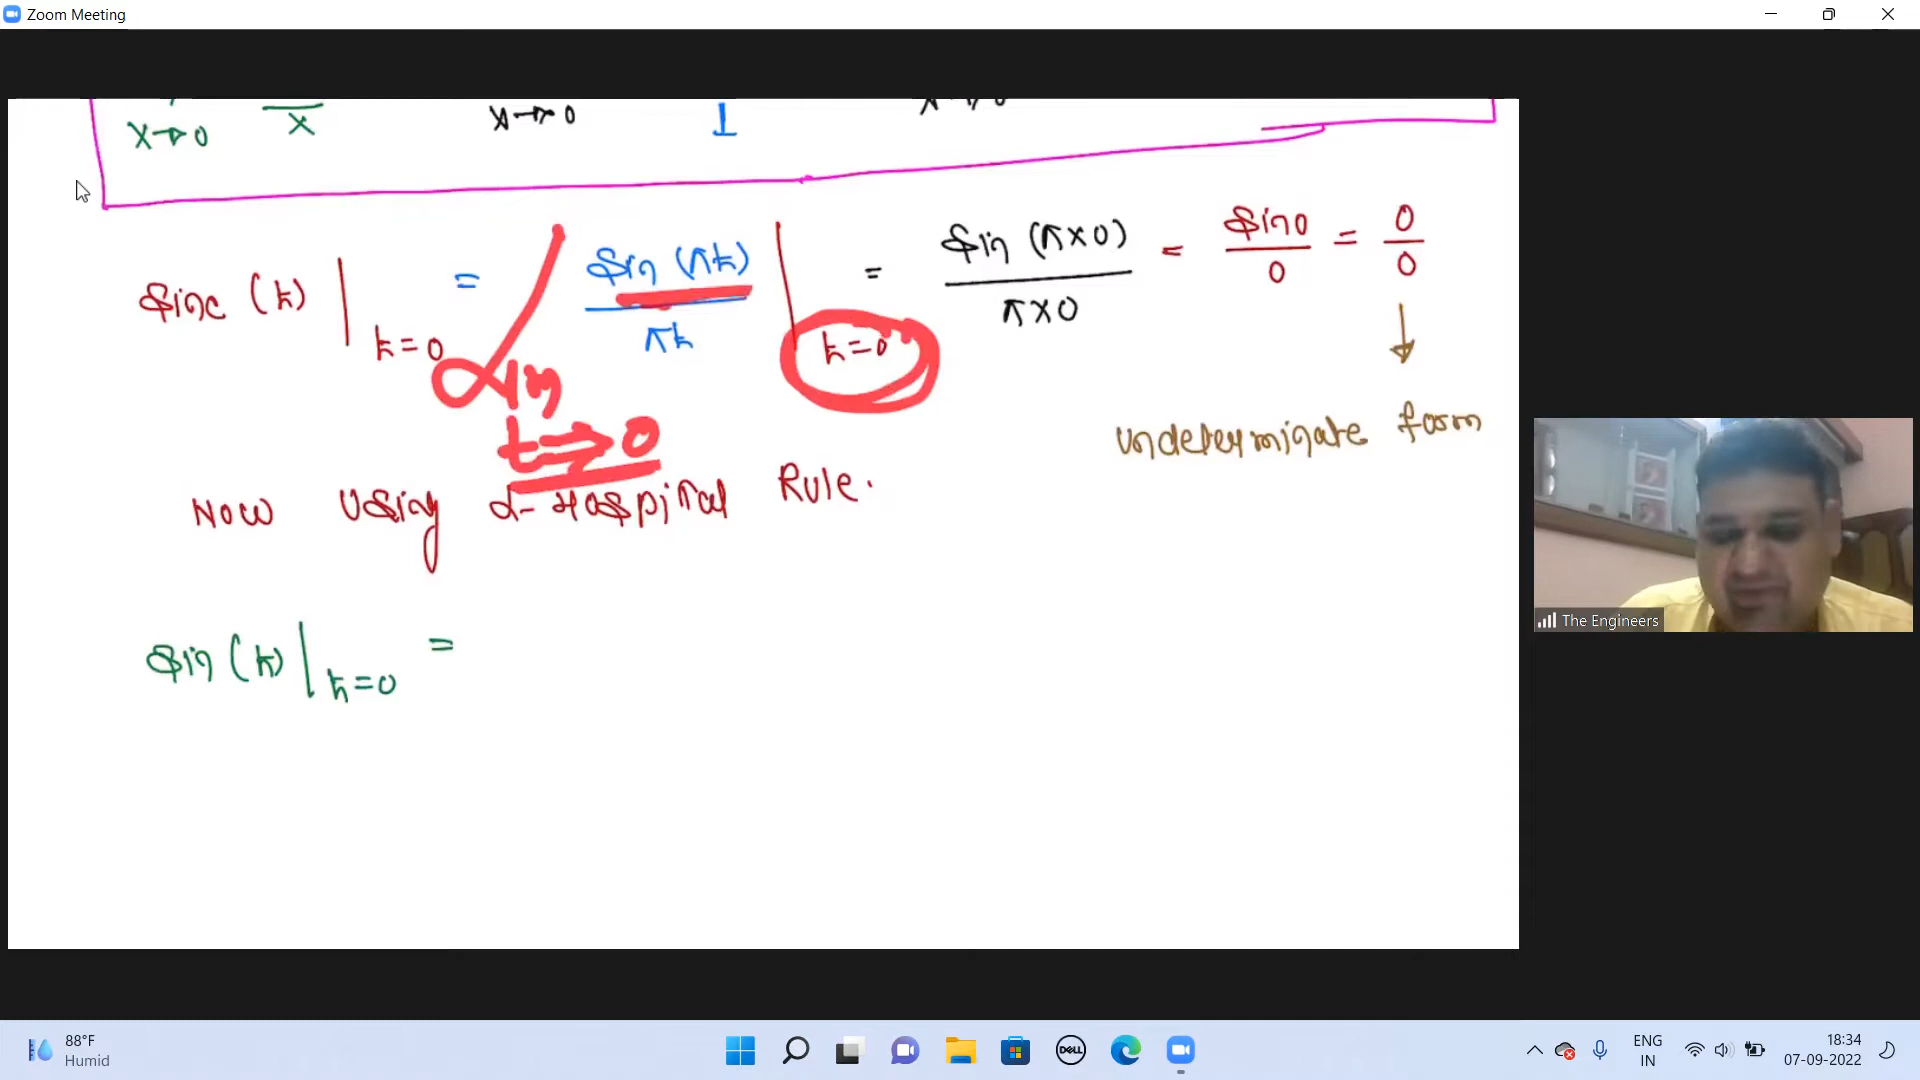 Zoom Meeting
x→0 x x→0 1
sinc (t) | t=0 = Lim t→0 sin (πt) / πt | t=0 = sin (π×0) / π×0 = sin0 / 0 = 0 / 0
↓
undeterminate form
Now Using L-Hospital Rule.
sin (t) | t=0 =
The Engineers
88°F
Humid
DELL
ENG
IN
18:34
07-09-2022